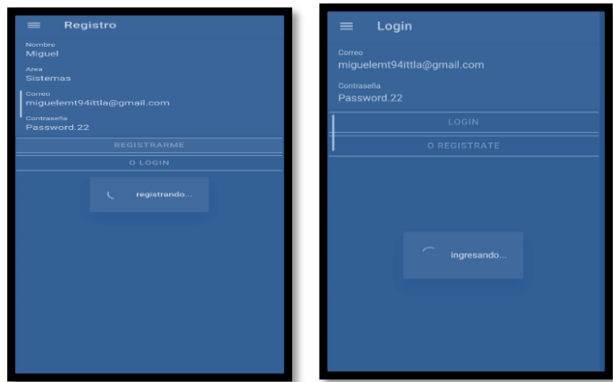 Registro
Nombre
Miguel
Area
Sistemas
Correo
miguelemt94ittla@gmail.com
Contraseña
Password.22
REGISTRARME
O LOGIN
registrando...
Login
Correo
miguelemt94ittla@gmail.com
Contraseña
Password.22
LOGIN
O REGISTRATE
ingresando...